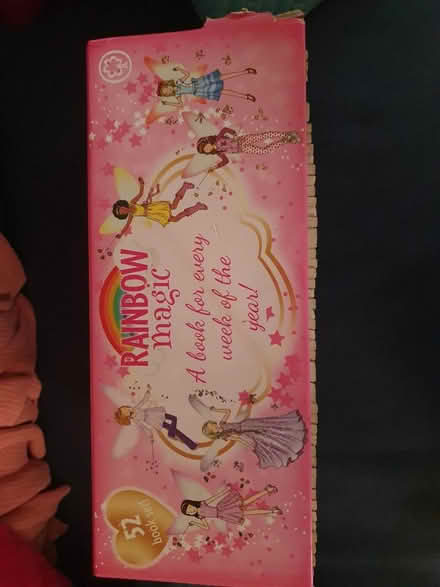 RAINBOW
magic
A book for every
week of the
year!
52
book set